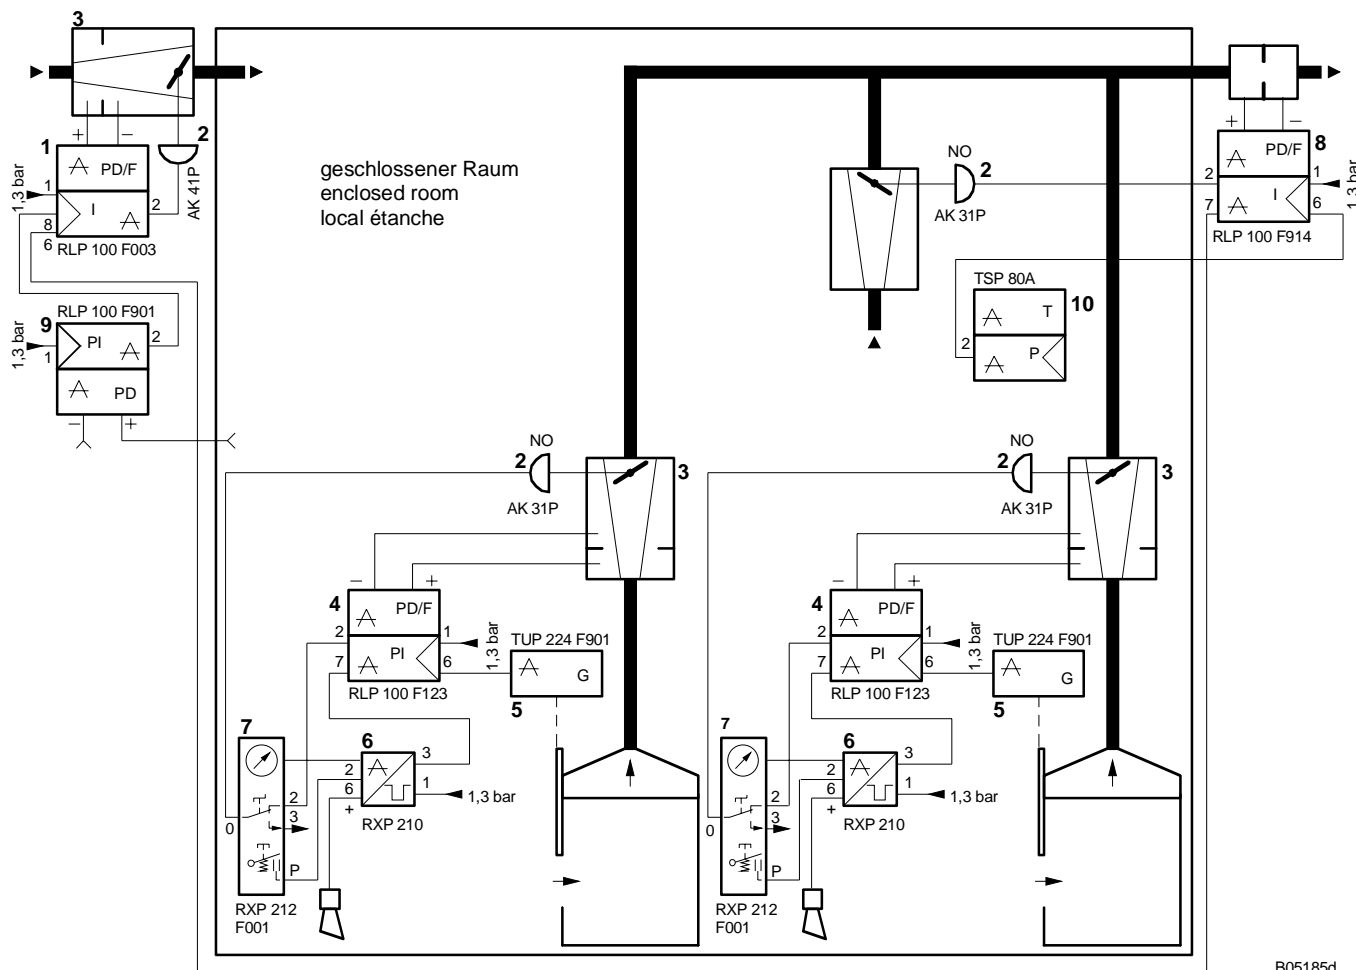 3
+
−
2
1
PD/F
1,3 bar
1
I
2
8
6
AK 41P
RLP 100 F003
RLP 100 F901
9
1,3 bar
PI
2
1
PD
−
+
geschlossener Raum
enclosed room
local étanche
NO
2
AK 31P
+
−
8
PD/F
2
1
1,3 bar
7
I
6
RLP 100 F914
TSP 80A
T
10
2
P
NO
2
3
AK 31P
−
+
4
PD/F
2
1
1,3 bar
7
PI
6
RLP 100 F123
TUP 224 F901
G
5
7
6
3
2
1
6
+
1,3 bar
RXP 210
2
3
0
P
RXP 212
F001
NO
2
3
AK 31P
−
+
4
PD/F
2
1
1,3 bar
7
PI
6
RLP 100 F123
TUP 224 F901
G
5
7
6
3
2
1
6
+
1,3 bar
RXP 210
2
3
0
P
RXP 212
F001
B05185d